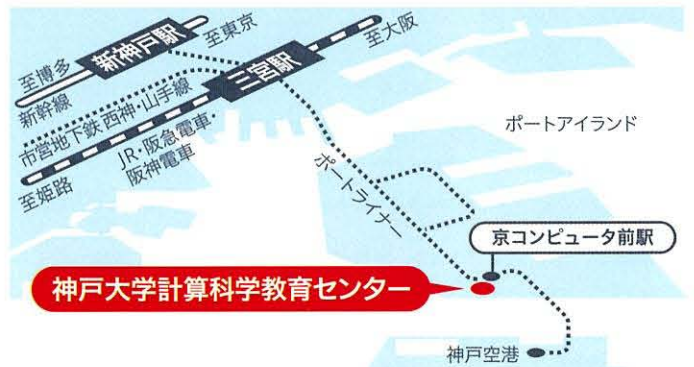 新神戸駅
至東京
至博多
新幹線
三宮駅
至大阪
市営地下鉄 西神・山手線
JR・阪急電車・
阪神電車
至姫路
ポートアイランド
ポートライナー
京コンピュータ前駅
神戸大学計算科学教育センター
神戸空港